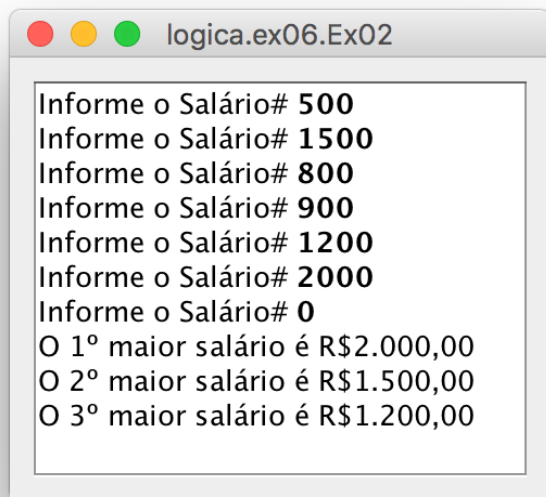 logica.ex06.Ex02
Informe o Salário# 500
Informe o Salário# 1500
Informe o Salário# 800
Informe o Salário# 900
Informe o Salário# 1200
Informe o Salário# 2000
Informe o Salário# 0
O 1º maior salário é R$2.000,00
O 2º maior salário é R$1.500,00
O 3º maior salário é R$1.200,00